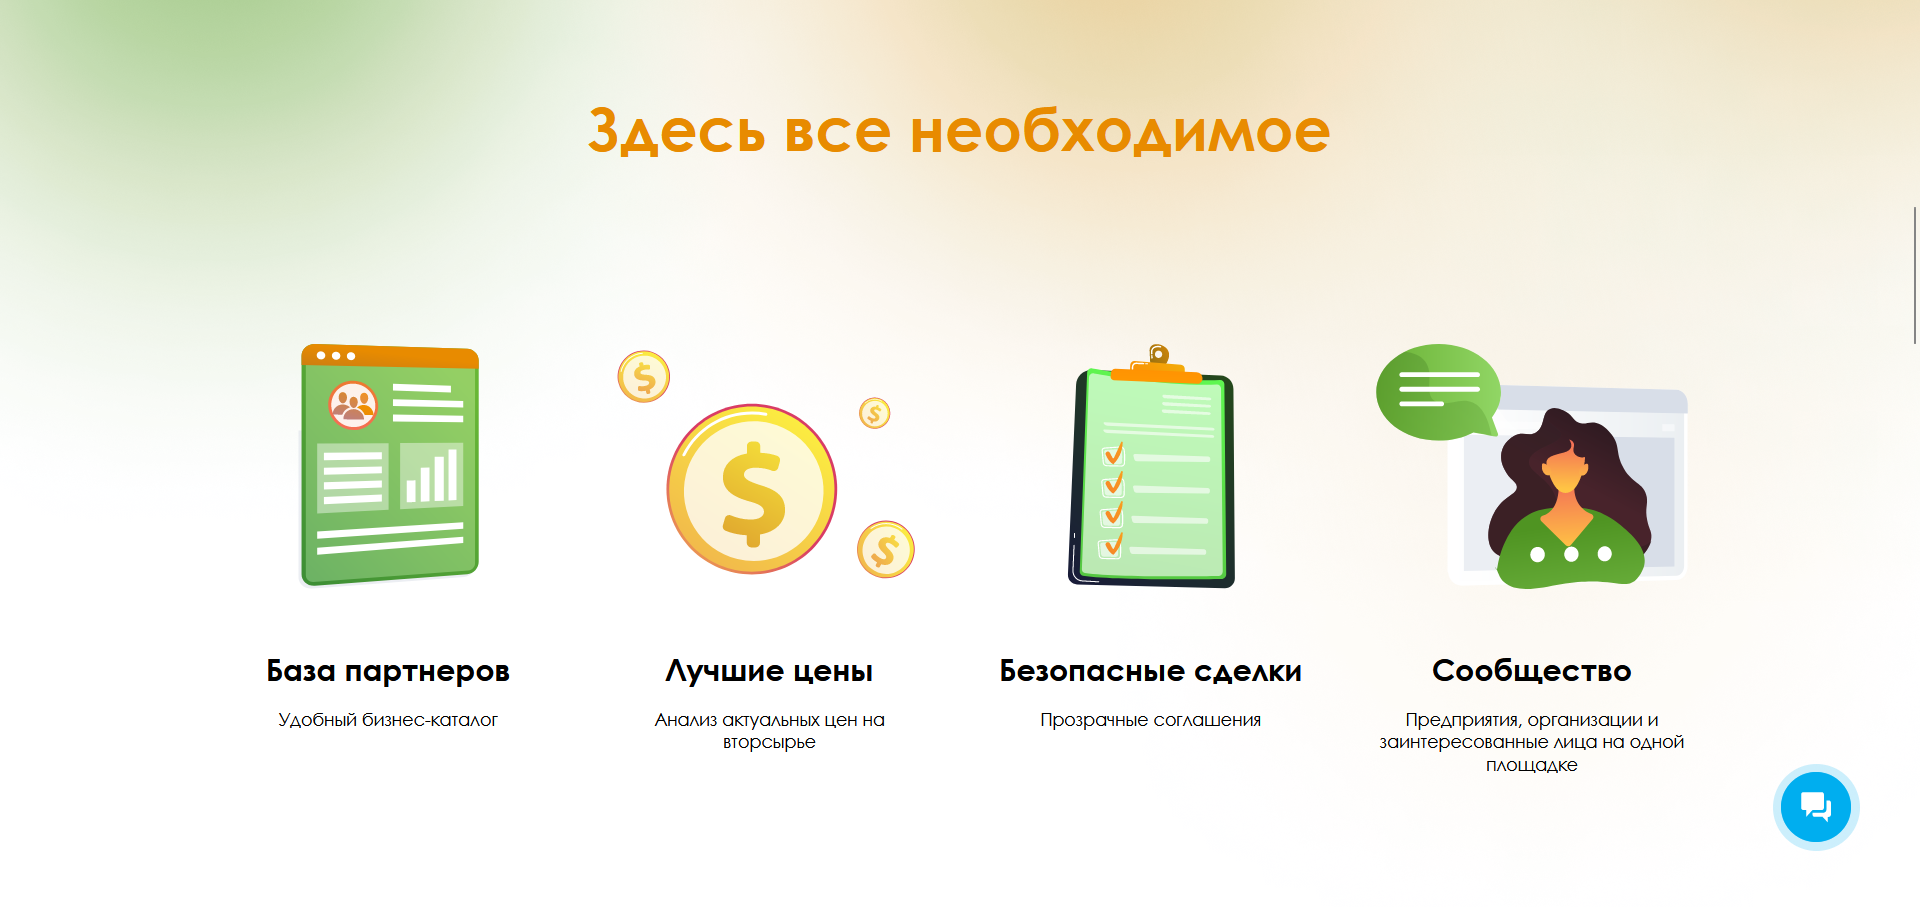 Здесь все необходимое
База партнеров
Удобный бизнес-каталог
Лучшие цены
Анализ актуальных цен на
вторсырье
Безопасные сделки
Прозрачные соглашения
Сообщество
Предприятия, организации и
заинтересованные лица на одной
площадке